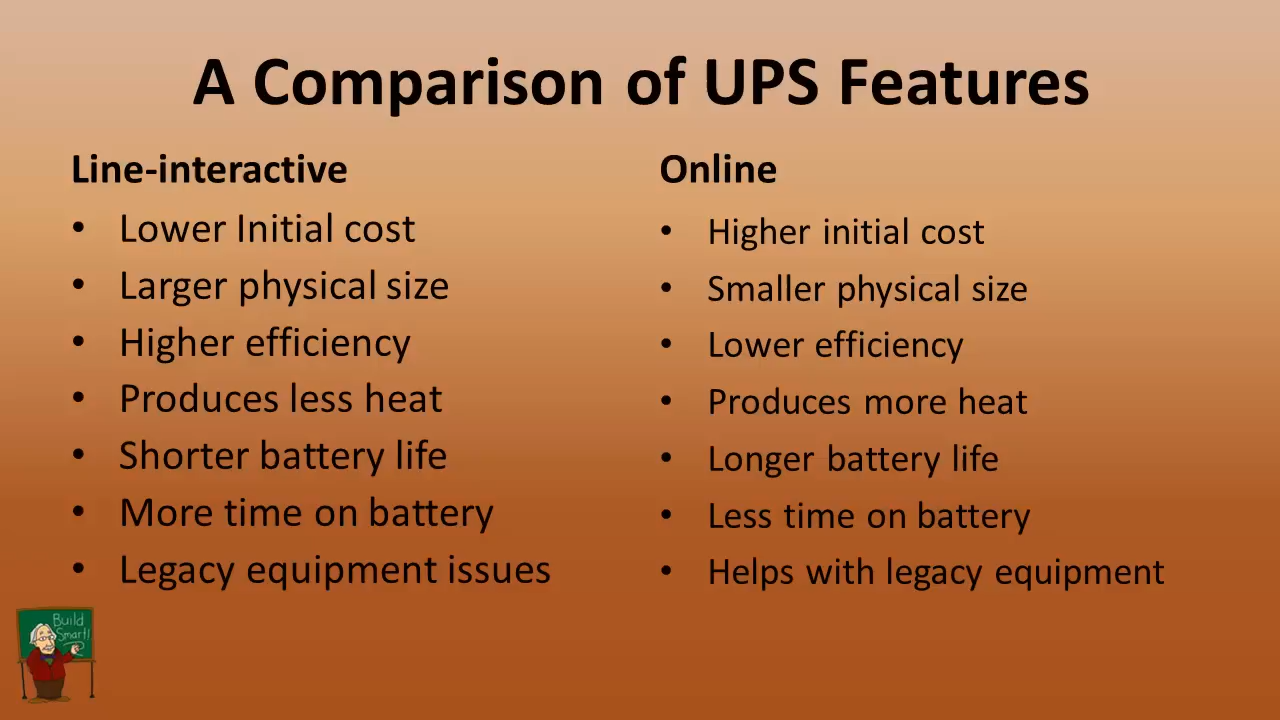 A Comparison of UPS Features
Line-interactive
• Lower Initial cost
• Larger physical size
• Higher efficiency
• Produces less heat
• Shorter battery life
• More time on battery
• Legacy equipment issues
Online
• Higher initial cost
• Smaller physical size
• Lower efficiency
• Produces more heat
• Longer battery life
• Less time on battery
• Helps with legacy equipment
Build
Smart!